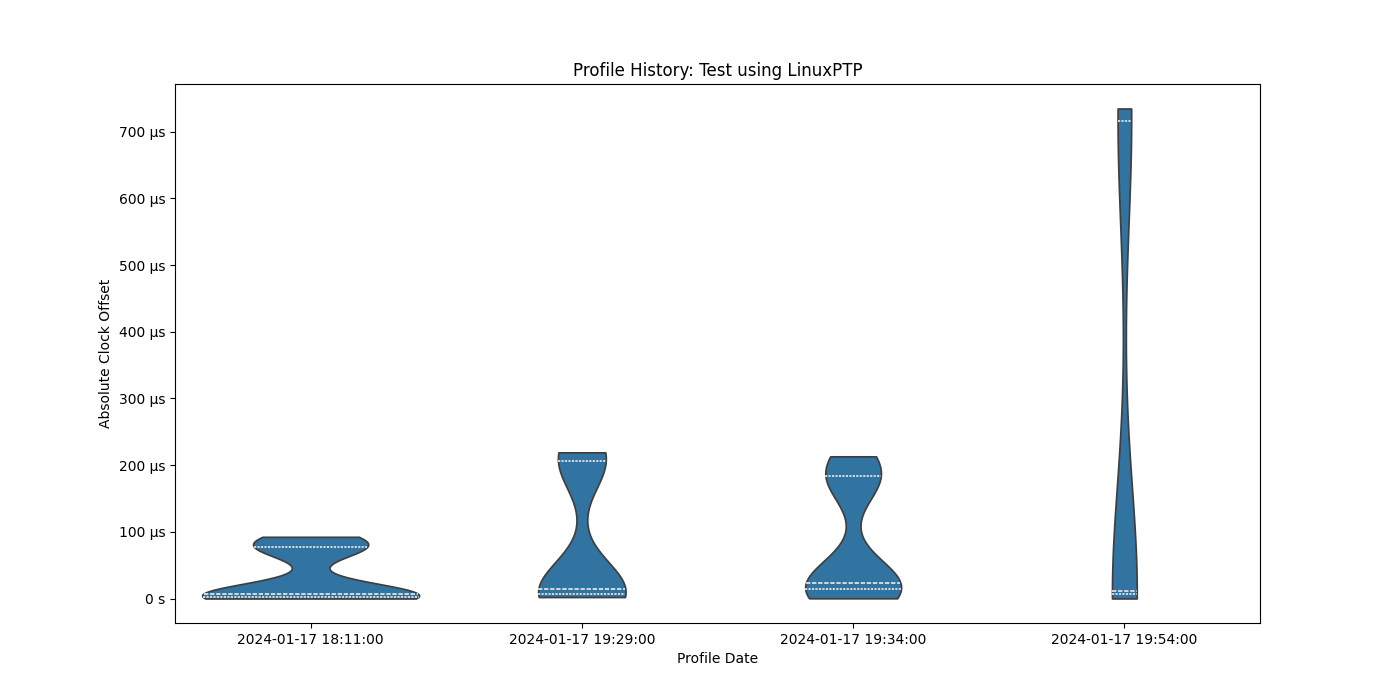 Profile History: Test using LinuxPTP
Absolute Clock Offset
700 µs
600 µs
500 µs
400 µs
300 µs
200 µs
100 µs
0 s
2024-01-17 18:11:00
2024-01-17 19:29:00
2024-01-17 19:34:00
2024-01-17 19:54:00
Profile Date